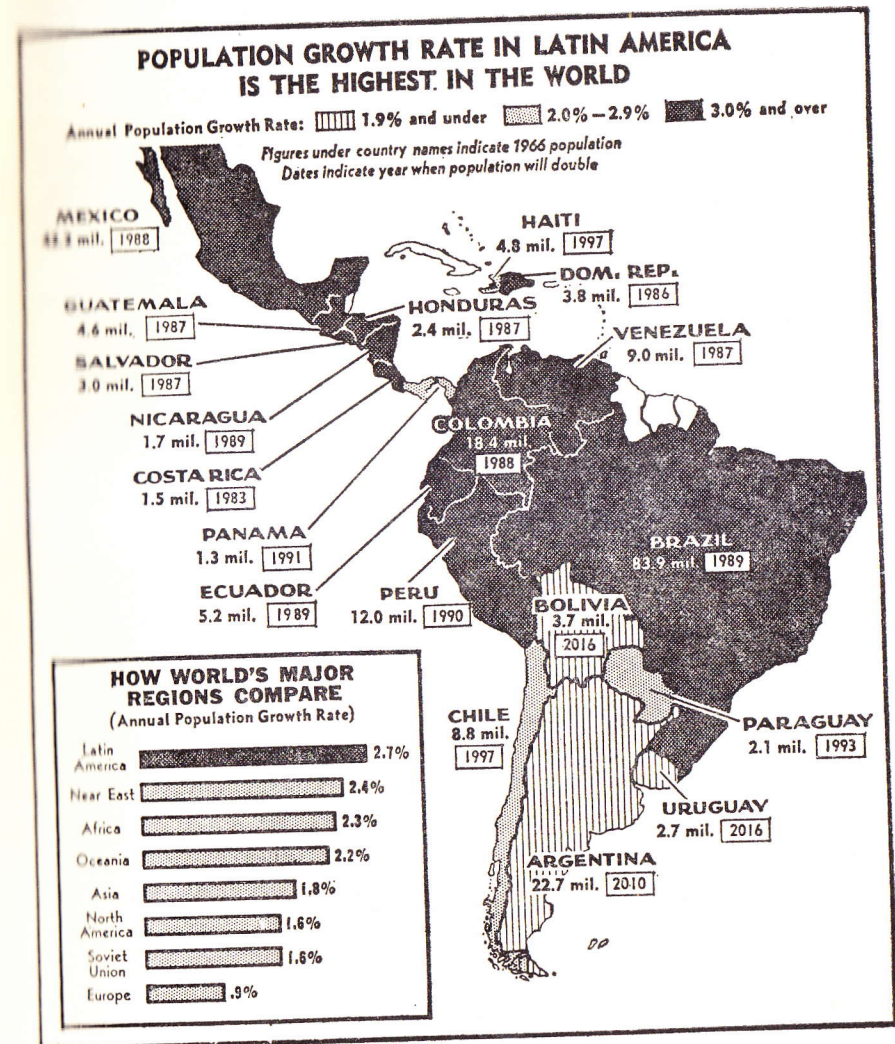 POPULATION GROWTH RATE IN LATIN AMERICA
IS THE HIGHEST IN THE WORLD
Annual Population Growth Rate: 1.9% and under 2.0%—2.9% 3.0% and over
Figures under country names indicate 1966 population
Dates indicate year when population will double
MEXICO
mil. 1988
HAITI
4.8 mil. 1997
DOM. REP.
3.8 mil. 1986
GUATEMALA
4.6 mil. 1987
HONDURAS
2.4 mil. 1987
VENEZUELA
9.0 mil. 1987
SALVADOR
3.0 mil. 1987
NICARAGUA
1.7 mil. 1989
COLOMBIA
18.4 mil.
1988
COSTA RICA
1.5 mil. 1983
PANAMA
1.3 mil. 1991
BRAZIL
83.9 mil. 1989
ECUADOR
5.2 mil. 1989
PERU
12.0 mil. 1990
BOLIVIA
3.7 mil.
2016
CHILE
8.8 mil.
1997
PARAGUAY
2.1 mil. 1993
URUGUAY
2.7 mil. 2016
ARGENTINA
22.7 mil. 2010
HOW WORLD'S MAJOR
REGIONS COMPARE
(Annual Population Growth Rate)
Latin
America 2.7%
Near East 2.4%
Africa 2.3%
Oceania 2.2%
Asia 1.8%
North
America 1.6%
Soviet
Union 1.6%
Europe .9%